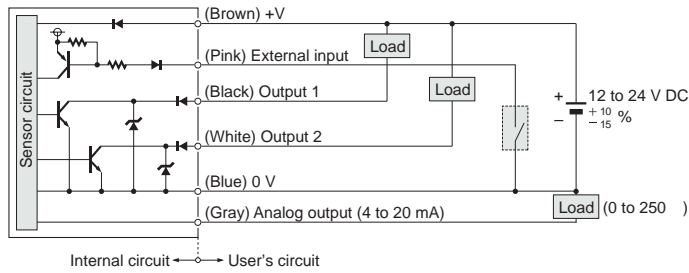 (Brown) +V
Load
(Pink) External input
Load
(Black) Output 1
Sensor circuit
+ 12 to 24 V DC
+ 10
− 15 %
−
(White) Output 2
(Blue) 0 V
(Gray) Analog output (4 to 20 mA)
Load (0 to 250 )
Internal circuit User's circuit